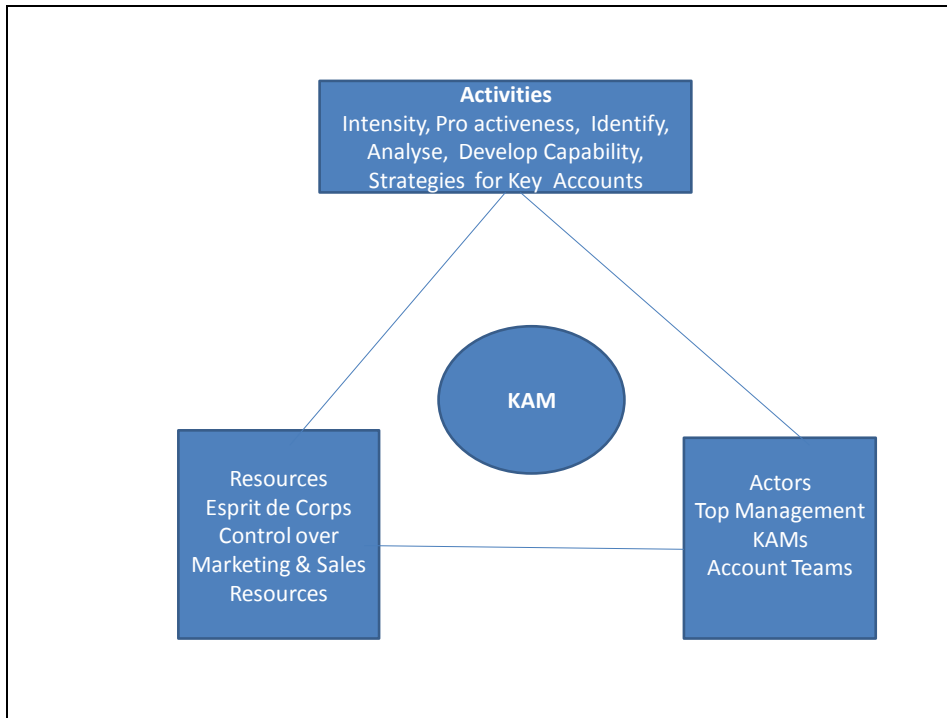 Activities
Intensity, Pro activeness, Identify,
Analyse, Develop Capability,
Strategies for Key Accounts
KAM
Resources
Esprit de Corps
Control over
Marketing & Sales
Resources
Actors
Top Management
KAMs
Account Teams